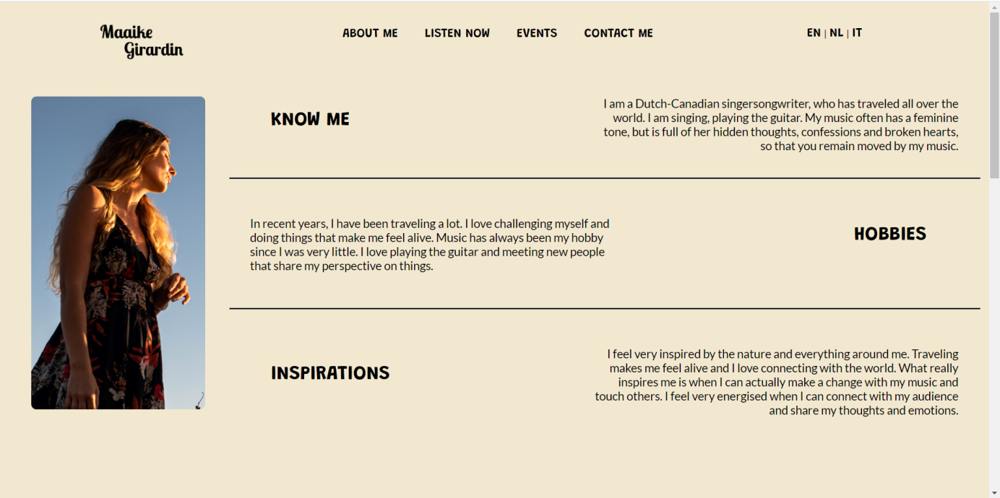 Maaike
Girardin
ABOUT ME
LISTEN NOW
EVENTS
CONTACT ME
EN | NL | IT
KNOW ME
I am a Dutch-Canadian singersongwriter, who has traveled all over the
world. I am singing, playing the guitar. My music often has a feminine
tone, but is full of her hidden thoughts, confessions and broken hearts,
so that you remain moved by my music.
In recent years, I have been traveling a lot. I love challenging myself and
doing things that make me feel alive. Music has always been my hobby
since I was very little. I love playing the guitar and meeting new people
that share my perspective on things.
HOBBIES
INSPIRATIONS
I feel very inspired by the nature and everything around me. Traveling
makes me feel alive and I love connecting with the world. What really
inspires me is when I can actually make a change with my music and
touch others. I feel very energised when I can connect with my audience
and share my thoughts and emotions.